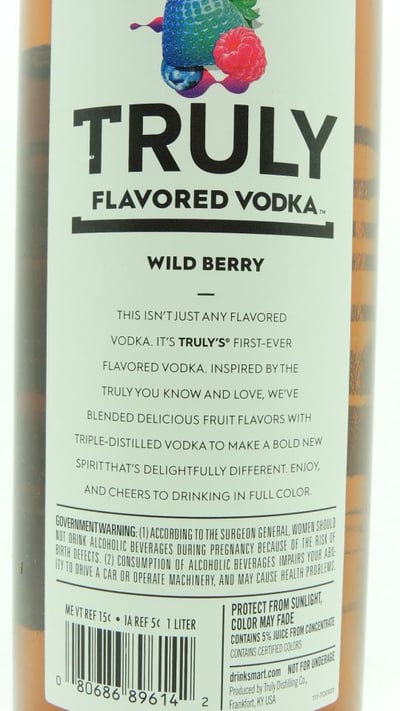 TRULY
FLAVORED VODKA™
WILD BERRY
THIS ISN'T JUST ANY FLAVORED
VODKA. IT'S TRULY'S® FIRST-EVER
FLAVORED VODKA. INSPIRED BY THE
TRULY YOU KNOW AND LOVE, WE'VE
BLENDED DELICIOUS FRUIT FLAVORS WITH
TRIPLE-DISTILLED VODKA TO MAKE A BOLD NEW
SPIRIT THAT'S DELIGHTFULLY DIFFERENT. ENJOY,
AND CHEERS TO DRINKING IN FULL COLOR.
GOVERNMENT WARNING: (1) ACCORDING TO THE SURGEON GENERAL, WOMEN SHOULD
NOT DRINK ALCOHOLIC BEVERAGES DURING PREGNANCY BECAUSE OF THE RISK OF
BIRTH DEFECTS. (2) CONSUMPTION OF ALCOHOLIC BEVERAGES IMPAIRS YOUR ABIL-
ITY TO DRIVE A CAR OR OPERATE MACHINERY, AND MAY CAUSE HEALTH PROBLEMS.
ME VT REF 15¢ • IA REF 5¢ 1 LITER
0 80686 89614 2
PROTECT FROM SUNLIGHT,
COLOR MAY FADE
CONTAINS 5% JUICE FROM CONCENTRATE
CONTAINS CERTIFIED COLORS
drinksmart.com NOT FOR UNDERAGE
Produced by Truly Distilling Co.,
Frankfort, KY USA